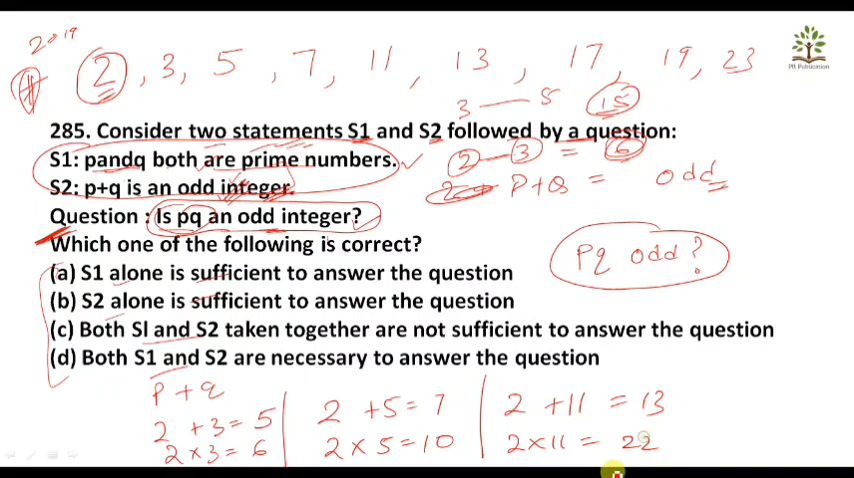 2 19
2, 3, 5, 7, 11, 13, 17, 19, 23
PR Publication
3 — 5 15
285. Consider two statements S1 and S2 followed by a question:
S1: pandq both are prime numbers.
2 — 3 = 6
S2: p+q is an odd integer.
P+Q = odd
Question : Is pq an odd integer?
Which one of the following is correct?
Pq odd?
(a) S1 alone is sufficient to answer the question
(b) S2 alone is sufficient to answer the question
(c) Both Sl and S2 taken together are not sufficient to answer the question
(d) Both S1 and S2 are necessary to answer the question
P + q
2 + 3 = 5 2 + 5 = 7 2 + 11 = 13
2 × 3 = 6 2 × 5 = 10 2 × 11 = 22